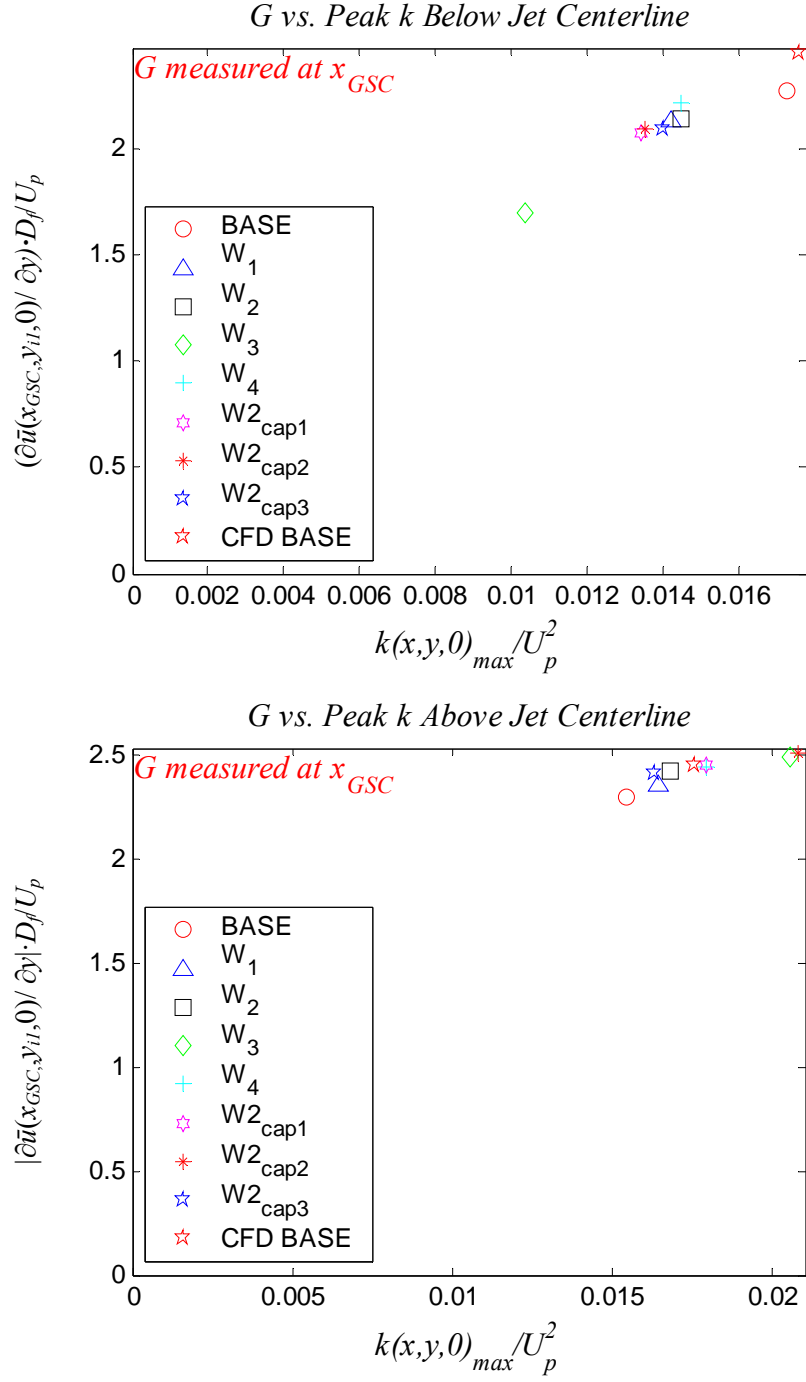 G vs. Peak k Below Jet Centerline
G measured at x_GSC
(∂ū(x_GSC,y_i1,0)/ ∂y)·D_f/U_p
2
1.5
1
0.5
0
BASE
W_1
W_2
W_3
W_4
W2_cap1
W2_cap2
W2_cap3
CFD BASE
0 0.002 0.004 0.006 0.008 0.01 0.012 0.014 0.016
k(x,y,0)_max/U_p^2
G vs. Peak k Above Jet Centerline
G measured at x_GSC
|∂ū(x_GSC,y_i1,0)/ ∂y|·D_f/U_p
2.5
2
1.5
1
0.5
0
BASE
W_1
W_2
W_3
W_4
W2_cap1
W2_cap2
W2_cap3
CFD BASE
0 0.005 0.01 0.015 0.02
k(x,y,0)_max/U_p^2